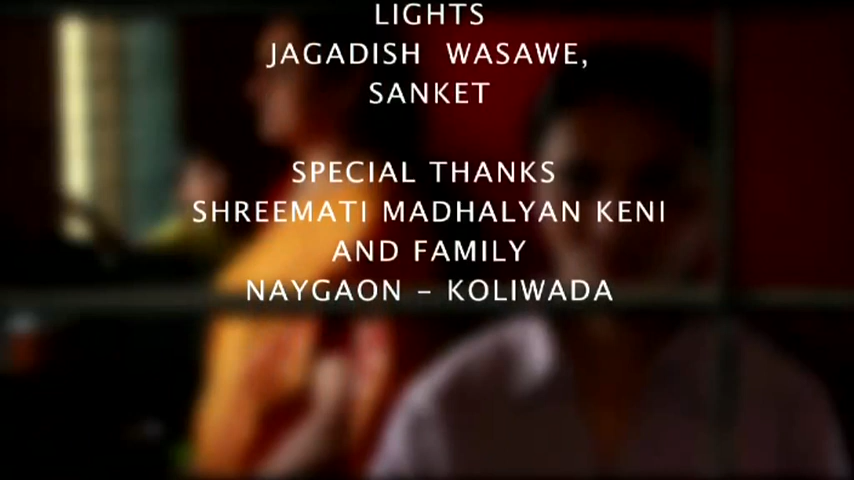 LIGHTS
JAGADISH WASAWE,
SANKET
SPECIAL THANKS
SHREEMATI MADHALYAN KENI
AND FAMILY
NAYGAON - KOLIWADA